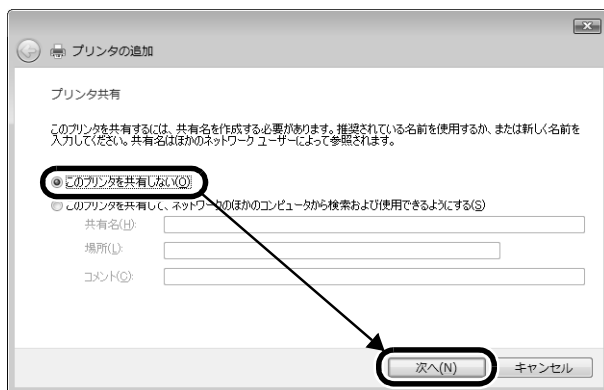 プリンタの追加
プリンタ共有
このプリンタを共有するには、共有名を作成する必要があります。推奨されている名前を使用するか、または新しく名前を
入力してください。共有名はほかのネットワーク ユーザーによって参照されます。
このプリンタを共有しない(O)
このプリンタを共有して、ネットワークのほかのコンピュータから検索および使用できるようにする(S)
共有名(H):
場所(L):
コメント(C):
次へ(N)
キャンセル